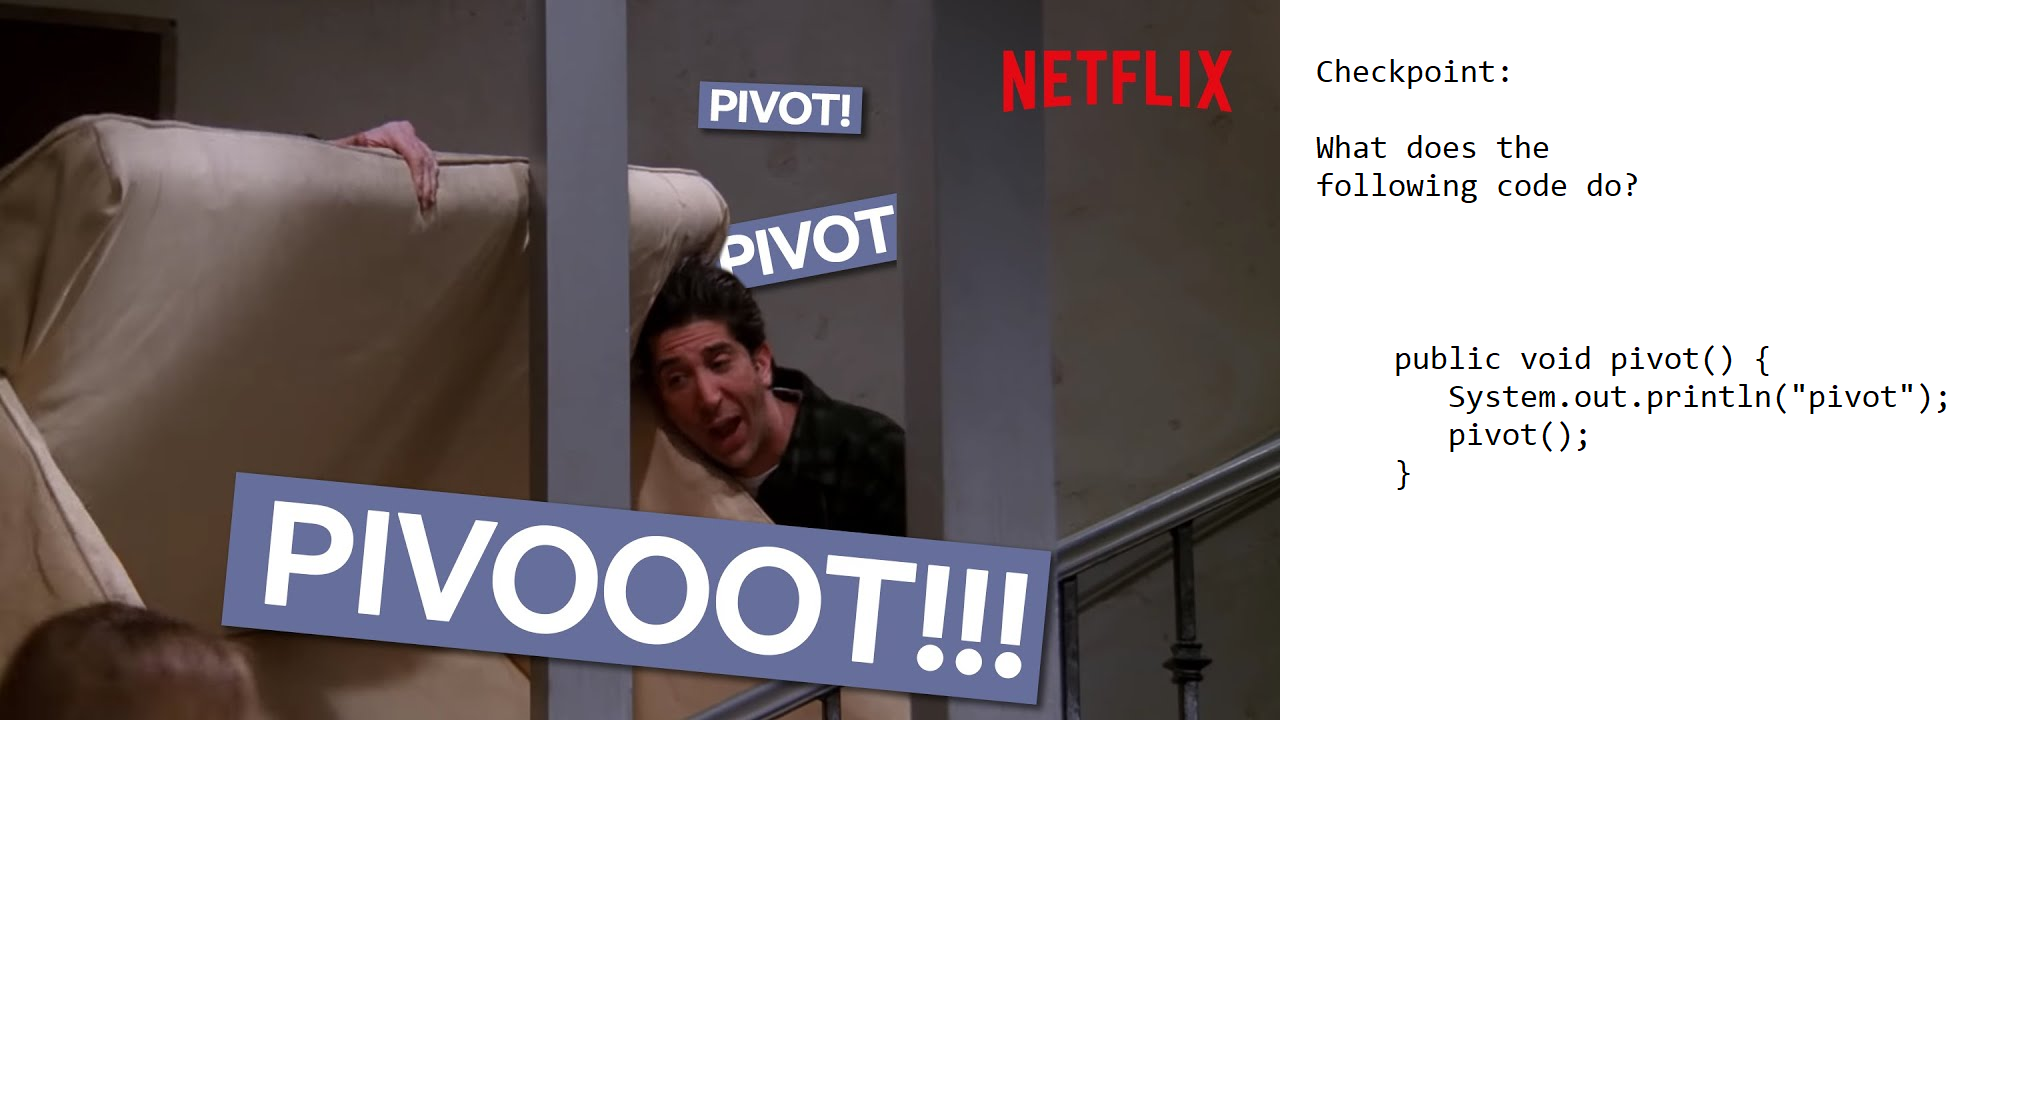 PIVOT!
NETFLIX
PIVOT
PIVOOOT!!!
Checkpoint:
What does the
following code do?
public void pivot() {
   System.out.println("pivot");
   pivot();
}